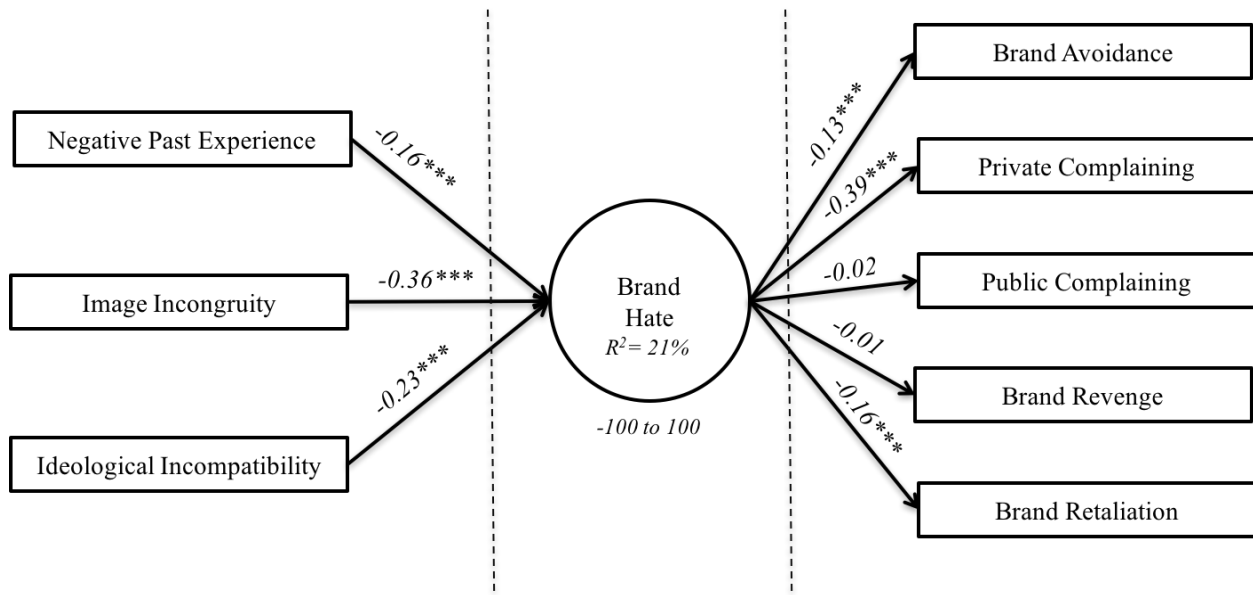 Negative Past Experience
Image Incongruity
Ideological Incompatibility
-0.16***
-0.36***
-0.23***
Brand
Hate
R²= 21%
-100 to 100
-0.13***
-0.39***
-0.02
-0.01
-0.16***
Brand Avoidance
Private Complaining
Public Complaining
Brand Revenge
Brand Retaliation